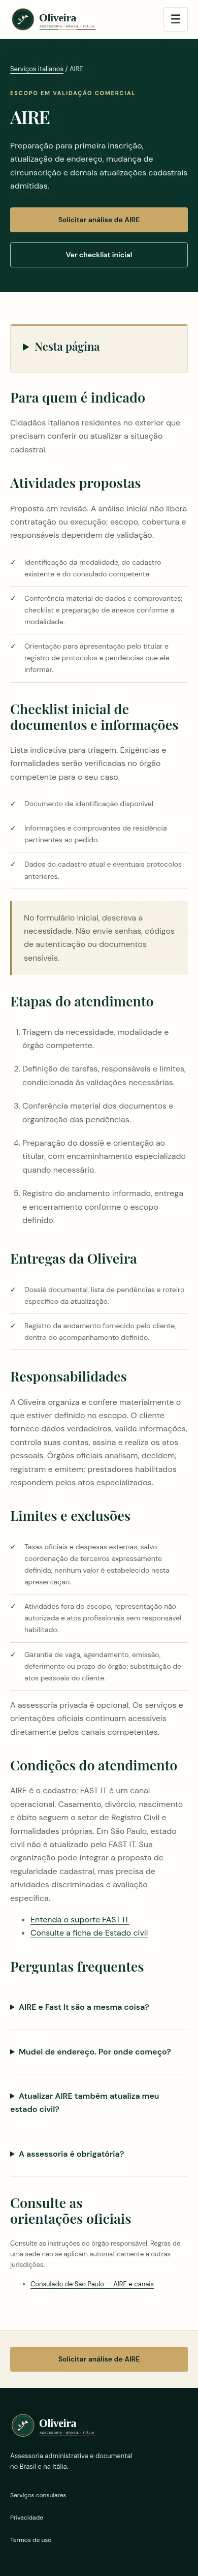 Oliveira
ASSESSORIA • BRASIL • ITÁLIA
☰
Serviços italianos / AIRE
ESCOPO EM VALIDAÇÃO COMERCIAL
AIRE
Preparação para primeira inscrição,
atualização de endereço, mudança de
circunscrição e demais atualizações cadastrais
admitidas.
Solicitar análise de AIRE
Ver checklist inicial
▶ Nesta página
Para quem é indicado
Cidadãos italianos residentes no exterior que
precisam conferir ou atualizar a situação
cadastral.
Atividades propostas
Proposta em revisão. A análise inicial não libera
contratação ou execução; escopo, cobertura e
responsáveis dependem de validação.
✓ Identificação da modalidade, do cadastro
existente e do consulado competente.
✓ Conferência material de dados e comprovantes;
checklist e preparação de anexos conforme a
modalidade.
✓ Orientação para apresentação pelo titular e
registro de protocolos e pendências que ele
informar.
Checklist inicial de
documentos e informações
Lista indicativa para triagem. Exigências e
formalidades serão verificadas no órgão
competente para o seu caso.
✓ Documento de identificação disponível.
✓ Informações e comprovantes de residência
pertinentes ao pedido.
✓ Dados do cadastro atual e eventuais protocolos
anteriores.
No formulário inicial, descreva a
necessidade. Não envie senhas, códigos
de autenticação ou documentos
sensíveis.
Etapas do atendimento
1. Triagem da necessidade, modalidade e
órgão competente.
2. Definição de tarefas, responsáveis e limites,
condicionada às validações necessárias.
3. Conferência material dos documentos e
organização das pendências.
4. Preparação do dossiê e orientação ao
titular, com encaminhamento especializado
quando necessário.
5. Registro do andamento informado, entrega
e encerramento conforme o escopo
definido.
Entregas da Oliveira
✓ Dossiê documental, lista de pendências e roteiro
específico da atualização.
✓ Registro de andamento fornecido pelo cliente,
dentro do acompanhamento definido.
Responsabilidades
A Oliveira organiza e confere materialmente o
que estiver definido no escopo. O cliente
fornece dados verdadeiros, valida informações,
controla suas contas, assina e realiza os atos
pessoais. Órgãos oficiais analisam, decidem,
registram e emitem; prestadores habilitados
respondem pelos atos especializados.
Limites e exclusões
✓ Taxas oficiais e despesas externas, salvo
coordenação de terceiros expressamente
definida; nenhum valor é estabelecido nesta
apresentação.
✓ Atividades fora do escopo, representação não
autorizada e atos profissionais sem responsável
habilitado.
✓ Garantia de vaga, agendamento, emissão,
deferimento ou prazo do órgão; substituição de
atos pessoais do cliente.
A assessoria privada é opcional. Os serviços e
orientações oficiais continuam acessíveis
diretamente pelos canais competentes.
Condições do atendimento
AIRE é o cadastro; FAST IT é um canal
operacional. Casamento, divórcio, nascimento
e óbito seguem o setor de Registro Civil e
formalidades próprias. Em São Paulo, estado
civil não é atualizado pelo FAST IT. Sua
organização pode integrar a proposta de
regularidade cadastral, mas precisa de
atividades discriminadas e avaliação
específica.
• Entenda o suporte FAST IT
• Consulte a ficha de Estado civil
Perguntas frequentes
▶ AIRE e Fast It são a mesma coisa?
▶ Mudei de endereço. Por onde começo?
▶ Atualizar AIRE também atualiza meu
estado civil?
▶ A assessoria é obrigatória?
Consulte as
orientações oficiais
Consulte as instruções do órgão responsável. Regras de
uma sede não se aplicam automaticamente a outras
jurisdições.
• Consulado de São Paulo — AIRE e canais
Solicitar análise de AIRE
Oliveira
ASSESSORIA • BRASIL • ITÁLIA
Assessoria administrativa e documental
no Brasil e na Itália.
Serviços consulares
Privacidade
Termos de uso